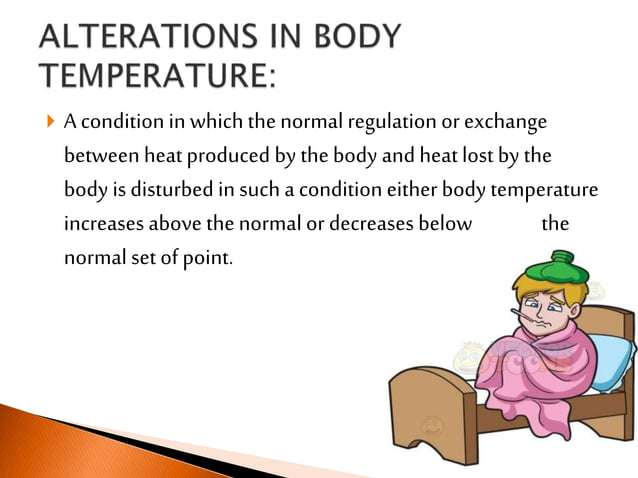 ALTERATIONS IN BODY
TEMPERATURE:
A condition in which the normal regulation or exchange
between heat produced by the body and heat lost by the
body is disturbed in such a condition either body temperature
increases above the normal or decreases below the
normal set of point.